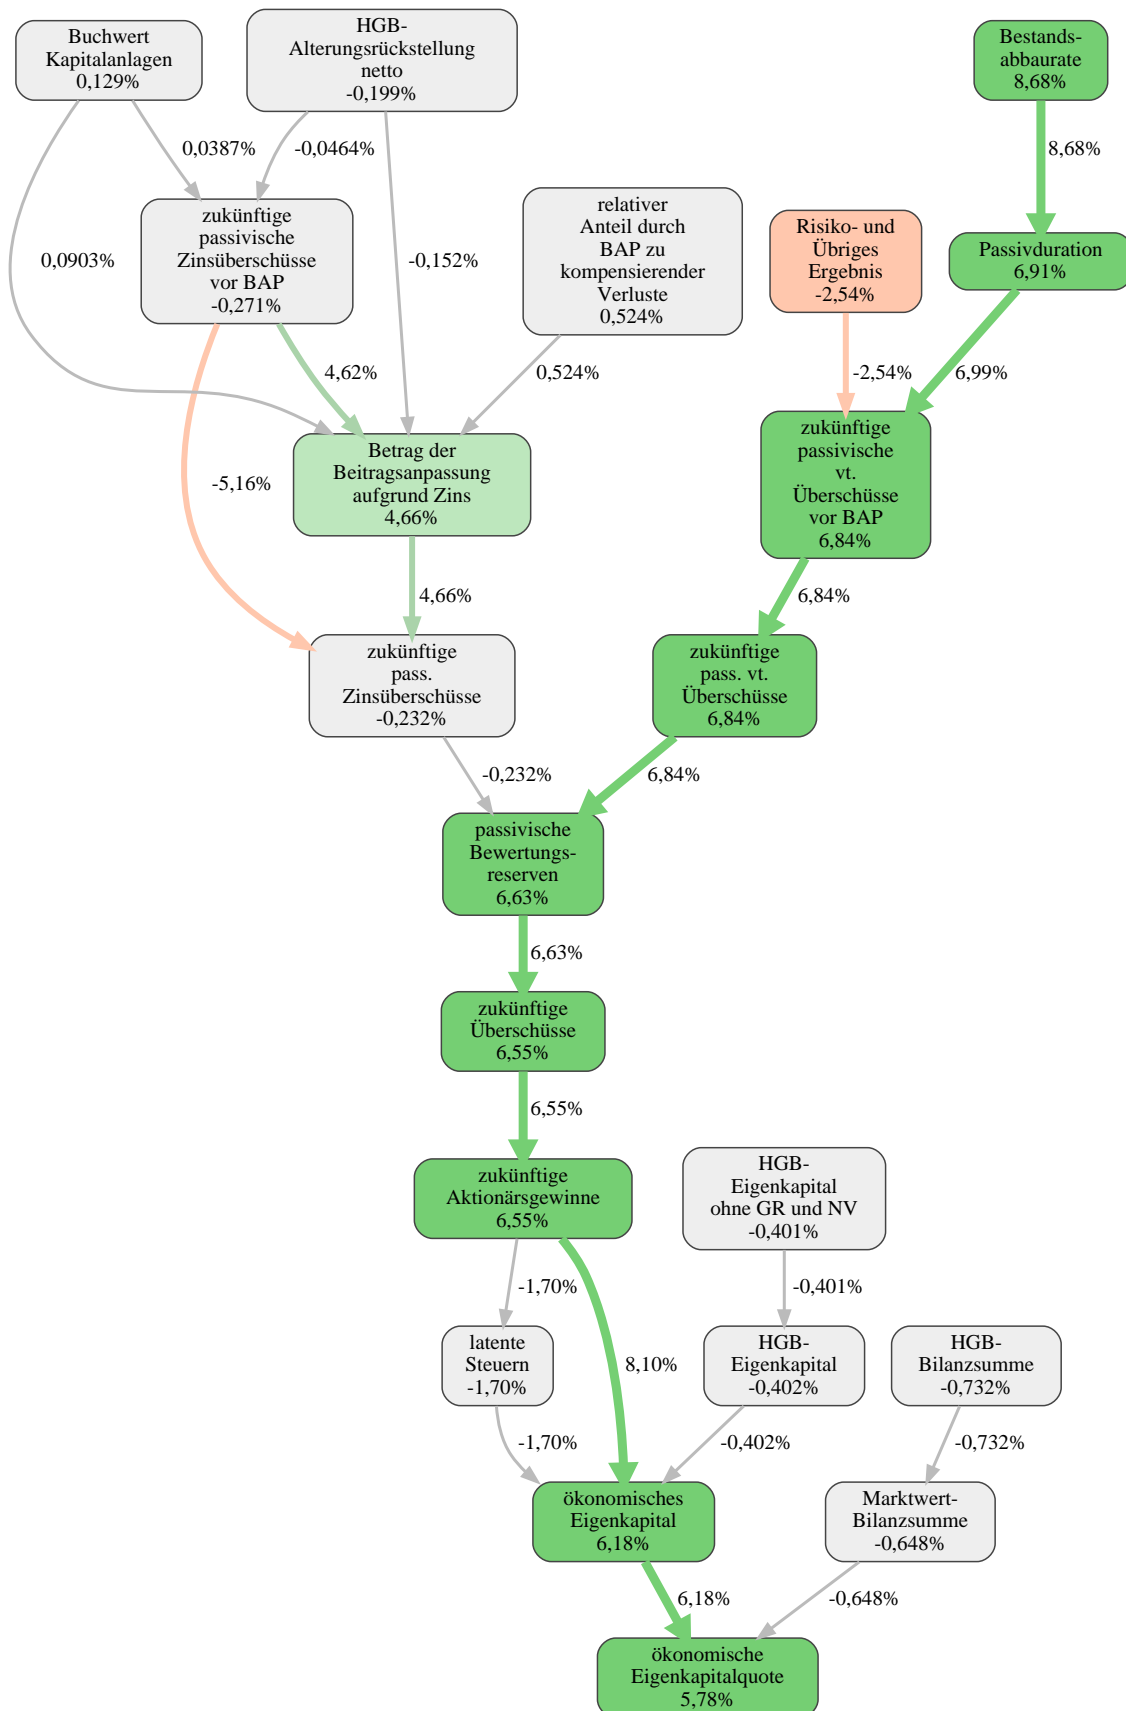 Buchwert
Kapitalanlagen
0,129%
HGB-
Alterungsrückstellung
netto
-0,199%
Bestands-
abbaurate
8,68%
0,0387%
-0,0464%
8,68%
zukünftige
passivische
Zinsüberschüsse
vor BAP
-0,271%
relativer
Anteil durch
BAP zu
kompensierender
Verluste
0,524%
Risiko- und
Übriges
Ergebnis
-2,54%
Passivduration
6,91%
0,0903%
-0,152%
4,62%
0,524%
-2,54%
6,99%
Betrag der
Beitragsanpassung
aufgrund Zins
4,66%
zukünftige
passivische
vt.
Überschüsse
vor BAP
6,84%
-5,16%
4,66%
6,84%
zukünftige
pass.
Zinsüberschüsse
-0,232%
zukünftige
pass. vt.
Überschüsse
6,84%
-0,232%
6,84%
passivische
Bewertungs-
reserven
6,63%
6,63%
zukünftige
Überschüsse
6,55%
6,55%
zukünftige
Aktionärsgewinne
6,55%
HGB-
Eigenkapital
ohne GR und NV
-0,401%
-1,70%
-0,401%
8,10%
latente
Steuern
-1,70%
HGB-
Eigenkapital
-0,402%
HGB-
Bilanzsumme
-0,732%
-1,70%
-0,402%
-0,732%
ökonomisches
Eigenkapital
6,18%
Marktwert-
Bilanzsumme
-0,648%
6,18%
-0,648%
ökonomische
Eigenkapitalquote
5,78%